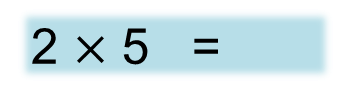 2 × 5 =